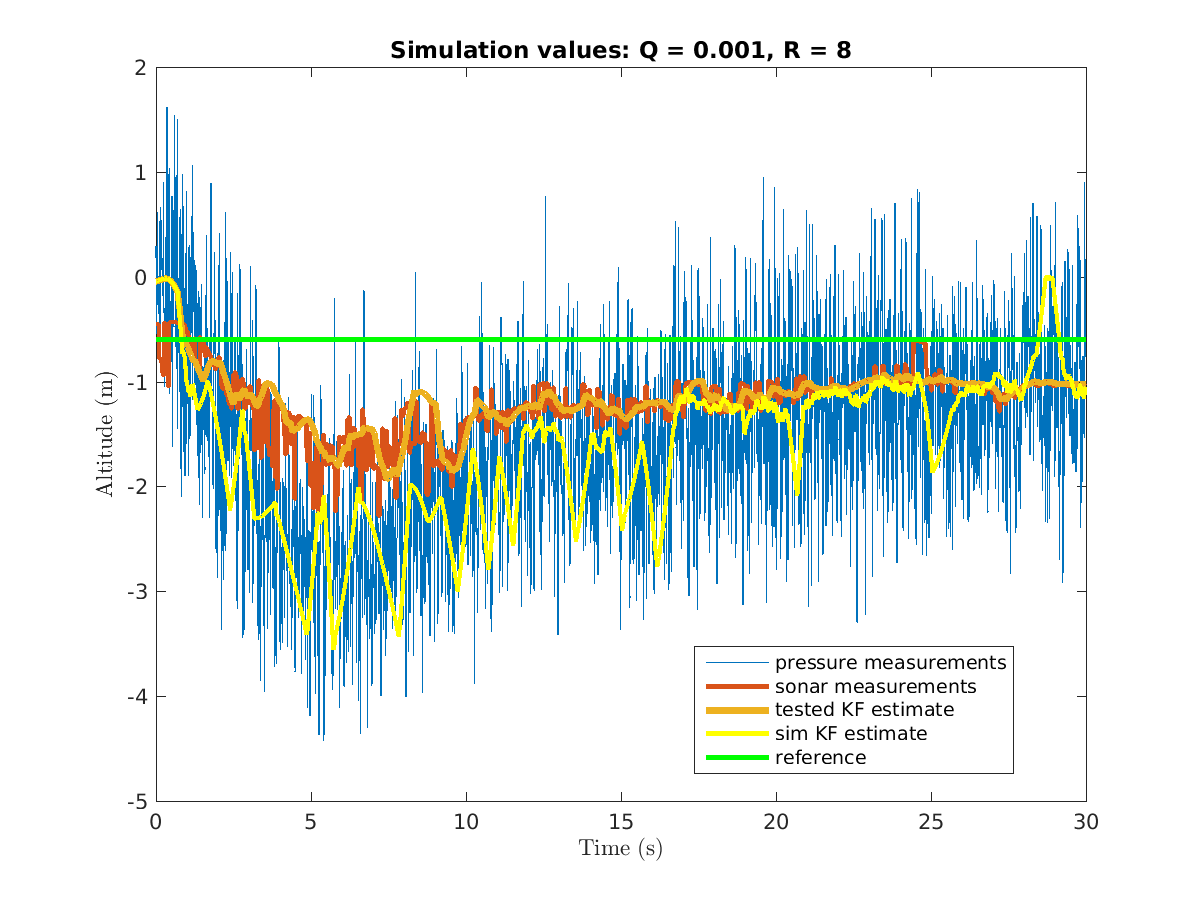 Simulation values: Q = 0.001, R = 8
2
1
0
-1
-2
-3
-4
-5
Altitude (m)
0 5 10 15 20 25 30
Time (s)
pressure measurements
sonar measurements
tested KF estimate
sim KF estimate
reference